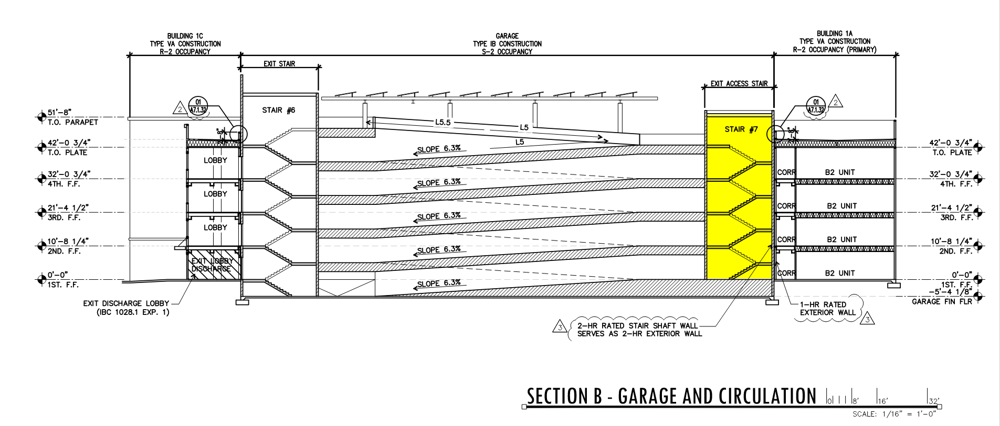 BUILDING 1C
TYPE VA CONSTRUCTION
R-2 OCCUPANCY
GARAGE
TYPE IB CONSTRUCTION
S-2 OCCUPANCY
BUILDING 1A
TYPE VA CONSTRUCTION
R-2 OCCUPANCY (PRIMARY)
EXIT STAIR
EXIT ACCESS STAIR
2
01
A7.1.32
01
A7.1.32
2
STAIR #6
STAIR #7
51'-8"
T.O. PARAPET
42'-0 3/4"
T.O. PLATE
32'-0 3/4"
4TH. F.F.
21'-4 1/2"
3RD. F.F.
10'-8 1/4"
2ND. F.F.
0'-0"
1ST. F.F.
LOBBY
LOBBY
LOBBY
EXIT LOBBY
DISCHARGE
EXIT DISCHARGE LOBBY
(IBC 1028.1 EXP. 1)
L5.5
L5
L5
SLOPE 6.3%
SLOPE 6.3%
SLOPE 6.3%
SLOPE 6.3%
SLOPE 6.3%
CORR
B2 UNIT
CORR
B2 UNIT
CORR
B2 UNIT
CORR
B2 UNIT
42'-0 3/4"
T.O. PLATE
32'-0 3/4"
4TH. F.F.
21'-4 1/2"
3RD. F.F.
10'-8 1/4"
2ND. F.F.
0'-0"
1ST. F.F.
-5'-4 1/8"
GARAGE FIN FLR
1-HR RATED
EXTERIOR WALL
3
3
2-HR RATED STAIR SHAFT WALL
SERVES AS 2-HR EXTERIOR WALL
SECTION B - GARAGE AND CIRCULATION
0 8' 16' 32'
SCALE: 1/16" = 1'-0"